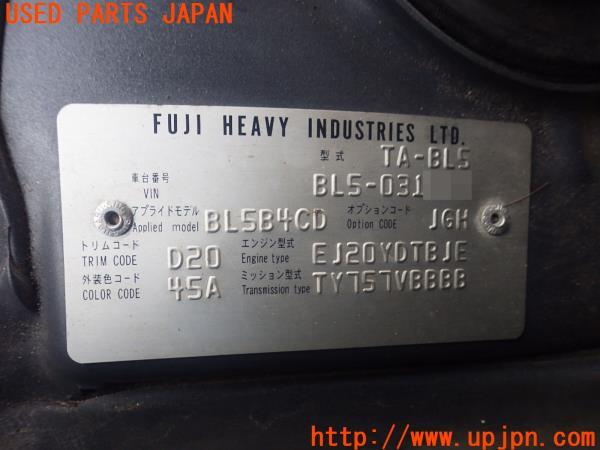 USED PARTS JAPAN
FUJI HEAVY INDUSTRIES LTD.
型式 TA-BL5
車台番号 VIN BL5-031
アプライドモデル Applied model BL5B4CD オプションコード Option CODE JGH
トリムコード TRIM CODE D20 エンジン型式 Engine type EJ20YDTBJE
外装色コード COLOR CODE 45A ミッション型式 Transmission type TY757VBBBB
http://www.upjpn.com/